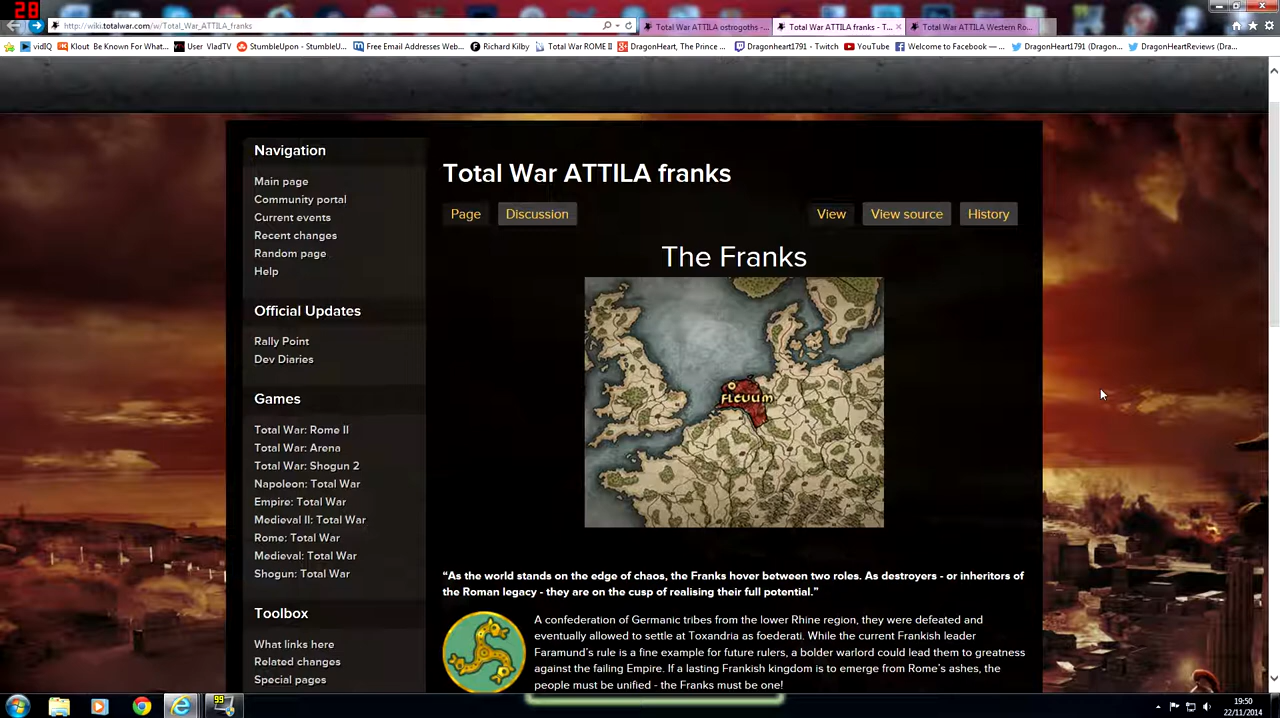 28
http://wiki.totalwar.com/w/Total_War_ATTILA_franks
Total War ATTILA ostrogoths -...
Total War ATTILA franks - T...
Total War ATTILA Western Ro...
vidIQ
Klout Be Known For What...
User VladTV
StumbleUpon - StumbleU...
Free Email Addresses Web...
Richard Kilby
Total War ROME II
DragonHeart, The Prince ...
Dragonheart1791 - Twitch
YouTube
Welcome to Facebook — ...
DragonHeart1791 (Dragon...
DragonHeartReviews (Dra...
Navigation
Main page
Community portal
Current events
Recent changes
Random page
Help
Official Updates
Rally Point
Dev Diaries
Games
Total War: Rome II
Total War: Arena
Total War: Shogun 2
Napoleon: Total War
Empire: Total War
Medieval II: Total War
Rome: Total War
Medieval: Total War
Shogun: Total War
Toolbox
What links here
Related changes
Special pages
Total War ATTILA franks
Page
Discussion
View
View source
History
The Franks
Flevum
“As the world stands on the edge of chaos, the Franks hover between two roles. As destroyers - or inheritors of
the Roman legacy - they are on the cusp of realising their full potential.”
A confederation of Germanic tribes from the lower Rhine region, they were defeated and
eventually allowed to settle at Toxandria as foederati. While the current Frankish leader
Faramund’s rule is a fine example for future rulers, a bolder warlord could lead them to greatness
against the failing Empire. If a lasting Frankish kingdom is to emerge from Rome’s ashes, the
people must be unified - the Franks must be one!
99
19:50
22/11/2014